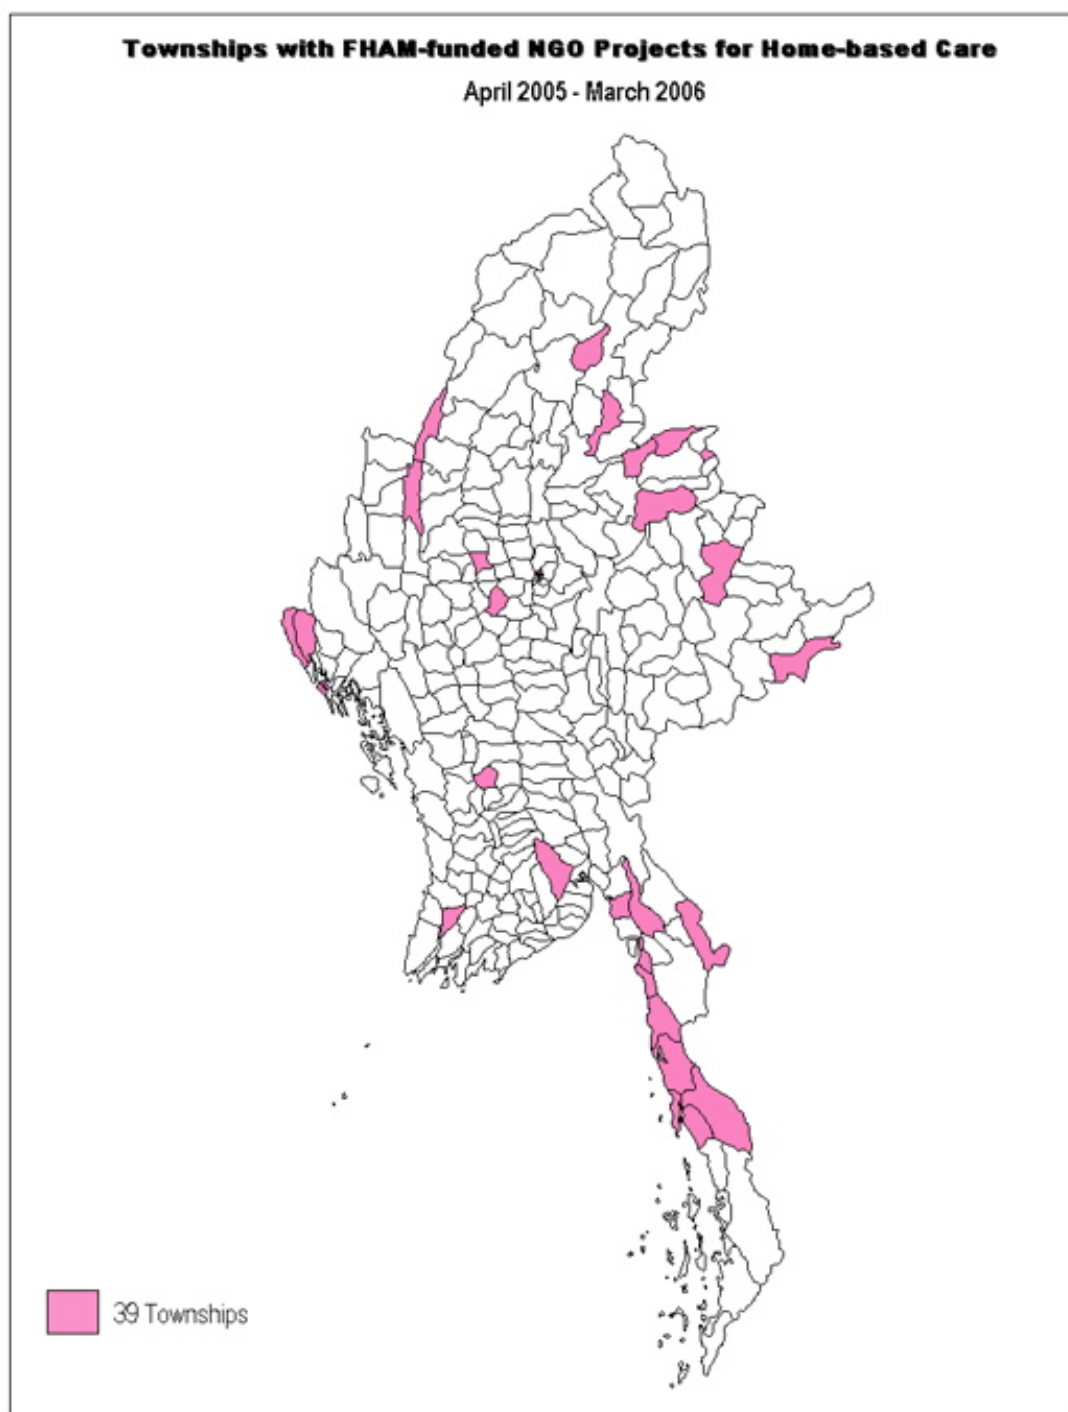 Townships with FHAM-funded NGO Projects for Home-based Care
April 2005 - March 2006
39 Townships